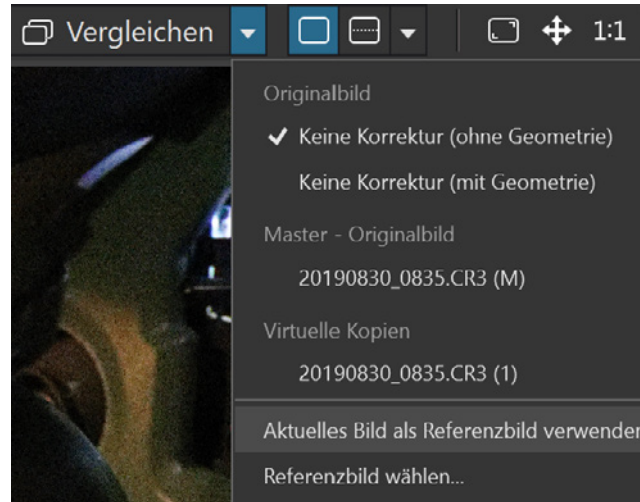 Vergleichen 1:1
Originalbild
Keine Korrektur (ohne Geometrie)
Keine Korrektur (mit Geometrie)
Master - Originalbild
20190830_0835.CR3 (M)
Virtuelle Kopien
20190830_0835.CR3 (1)
Aktuelles Bild als Referenzbild verwenden
Referenzbild wählen...